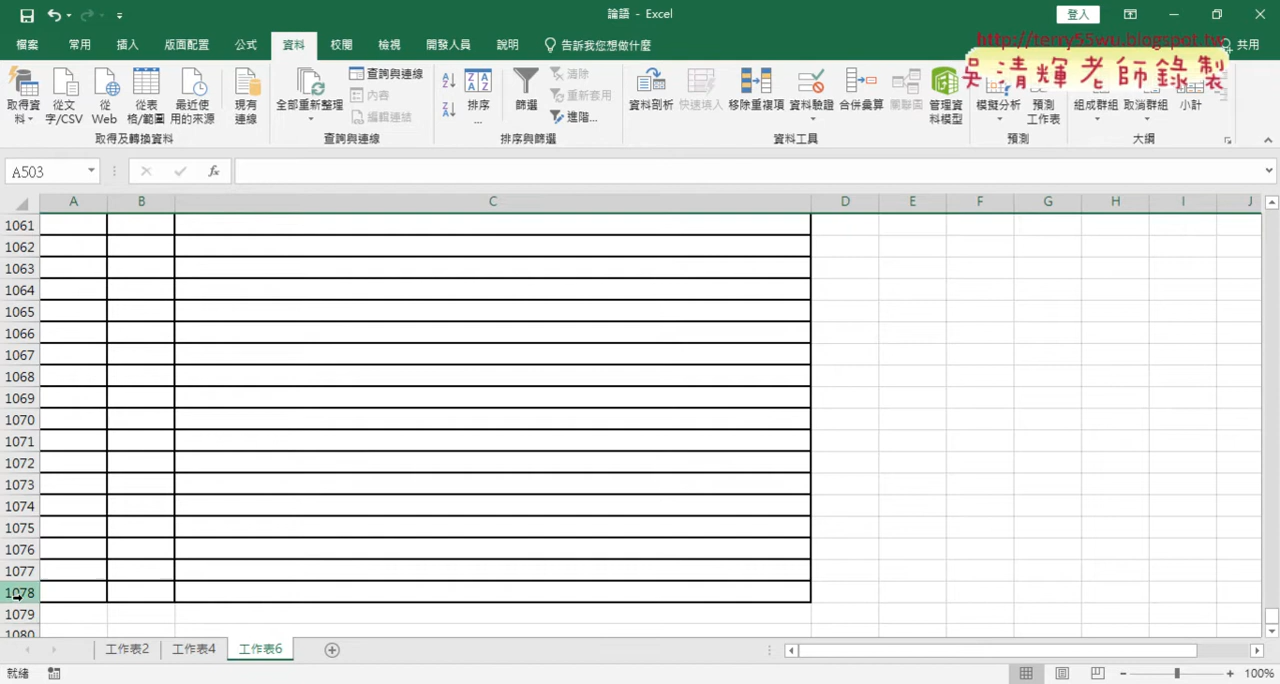 論語 - Excel
登入
http://terry55wu.blogspot.tw
吳清輝老師錄製
檔案 常用 插入 版面配置 公式 資料 校閱 檢視 開發人員 說明 告訴我您想做什麼 共用
取得資料 從文字/CSV 從Web 從表格/範圍 最近使用的來源 現有連線 全部重新整理 查詢與連線 內容 編輯連結 排序... 篩選 清除 重新套用 進階... 資料剖析 快速填入 移除重複項 資料驗證 合併彙算 關聯圖 管理資料模型 模擬分析 預測工作表 組成群組 取消群組 小計
取得及轉換資料 查詢與連線 排序與篩選 資料工具 預測 大綱
A503 fx
A B C D E F G H I J
1061
1062
1063
1064
1065
1066
1067
1068
1069
1070
1071
1072
1073
1074
1075
1076
1077
1078
1079
1080
工作表2 工作表4 工作表6
就緒 100%